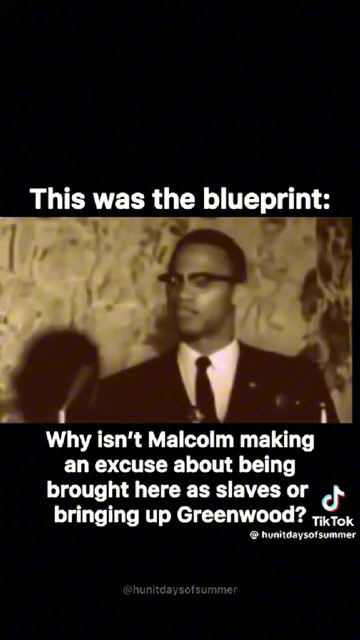 This was the blueprint:
Why isn't Malcolm making
an excuse about being
brought here as slaves or
bringing up Greenwood?
TikTok
@ hunitdaysofsummer
@hunitdaysofsummer